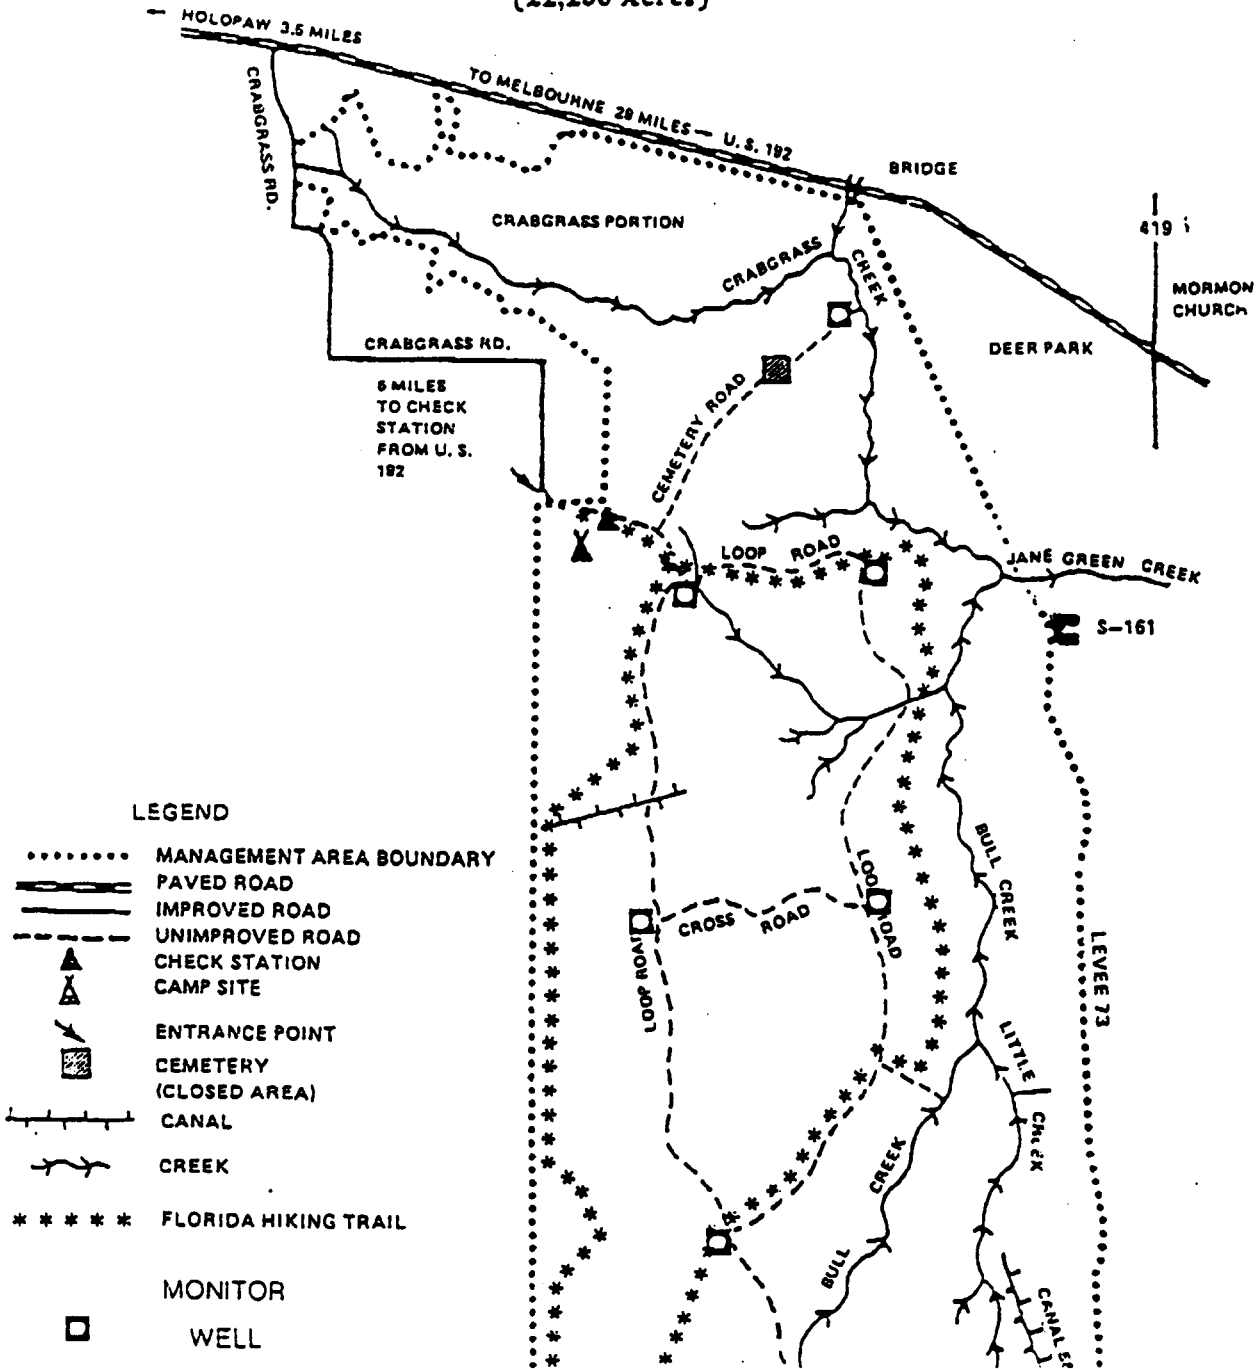 HOLOPAW 3.5 MILES
TO MELBOURNE 29 MILES — U.S. 192
CRABGRASS RD.
BRIDGE
CRABGRASS PORTION
419
MORMON
CHURCH
CRABGRASS
CREEK
DEER PARK
CRABGRASS RD.
5 MILES
TO CHECK
STATION
FROM U.S.
192
CEMETERY ROAD
LOOP ROAD
JANE GREEN CREEK
S-161
LEGEND
MANAGEMENT AREA BOUNDARY
PAVED ROAD
IMPROVED ROAD
UNIMPROVED ROAD
CHECK STATION
CAMP SITE
ENTRANCE POINT
CEMETERY
(CLOSED AREA)
CANAL
CREEK
FLORIDA HIKING TRAIL
MONITOR
WELL
BULL CREEK
LOOP ROAD
CROSS ROAD
LOOP ROAD
LEVEE 73
LITTLE
CREEK
BULL CREEK
CANAL